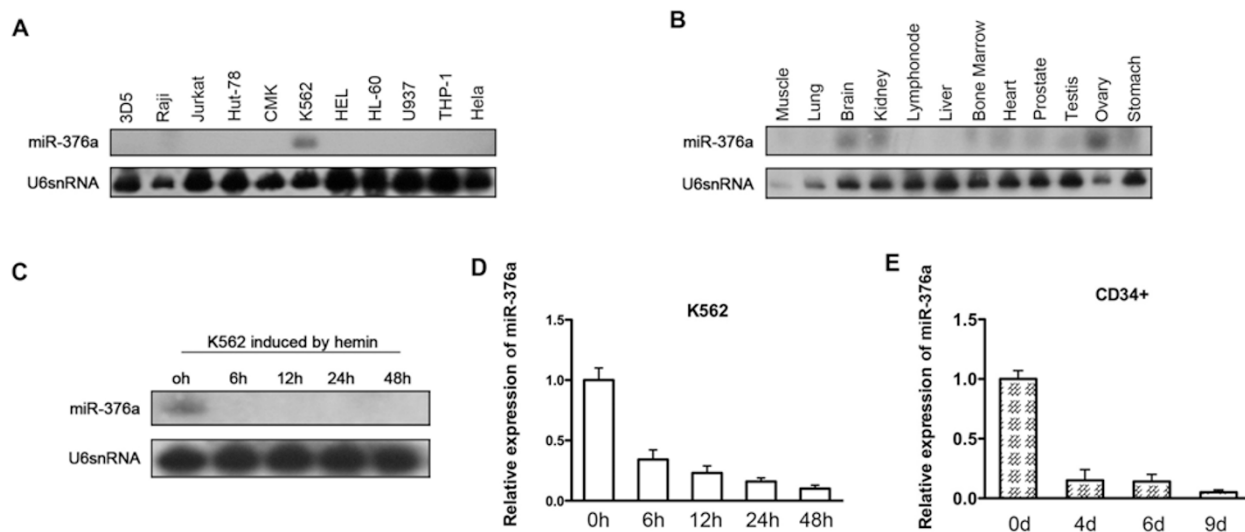 A
3D5 Raji Jurkat Hut-78 CMK K562 HEL HL-60 U937 THP-1 Hela
miR-376a
U6snRNA
B
Muscle Lung Brain Kidney Lymphonode Liver Bone Marrow Heart Prostate Testis Ovary Stomach
miR-376a
U6snRNA
C
K562 induced by hemin
oh 6h 12h 24h 48h
miR-376a
U6snRNA
D
Relative expression of miR-376a
K562
1.5
1.0
0.5
0.0
0h 6h 12h 24h 48h
E
Relative expression of miR-376a
CD34+
1.5
1.0
0.5
0.0
0d 4d 6d 9d